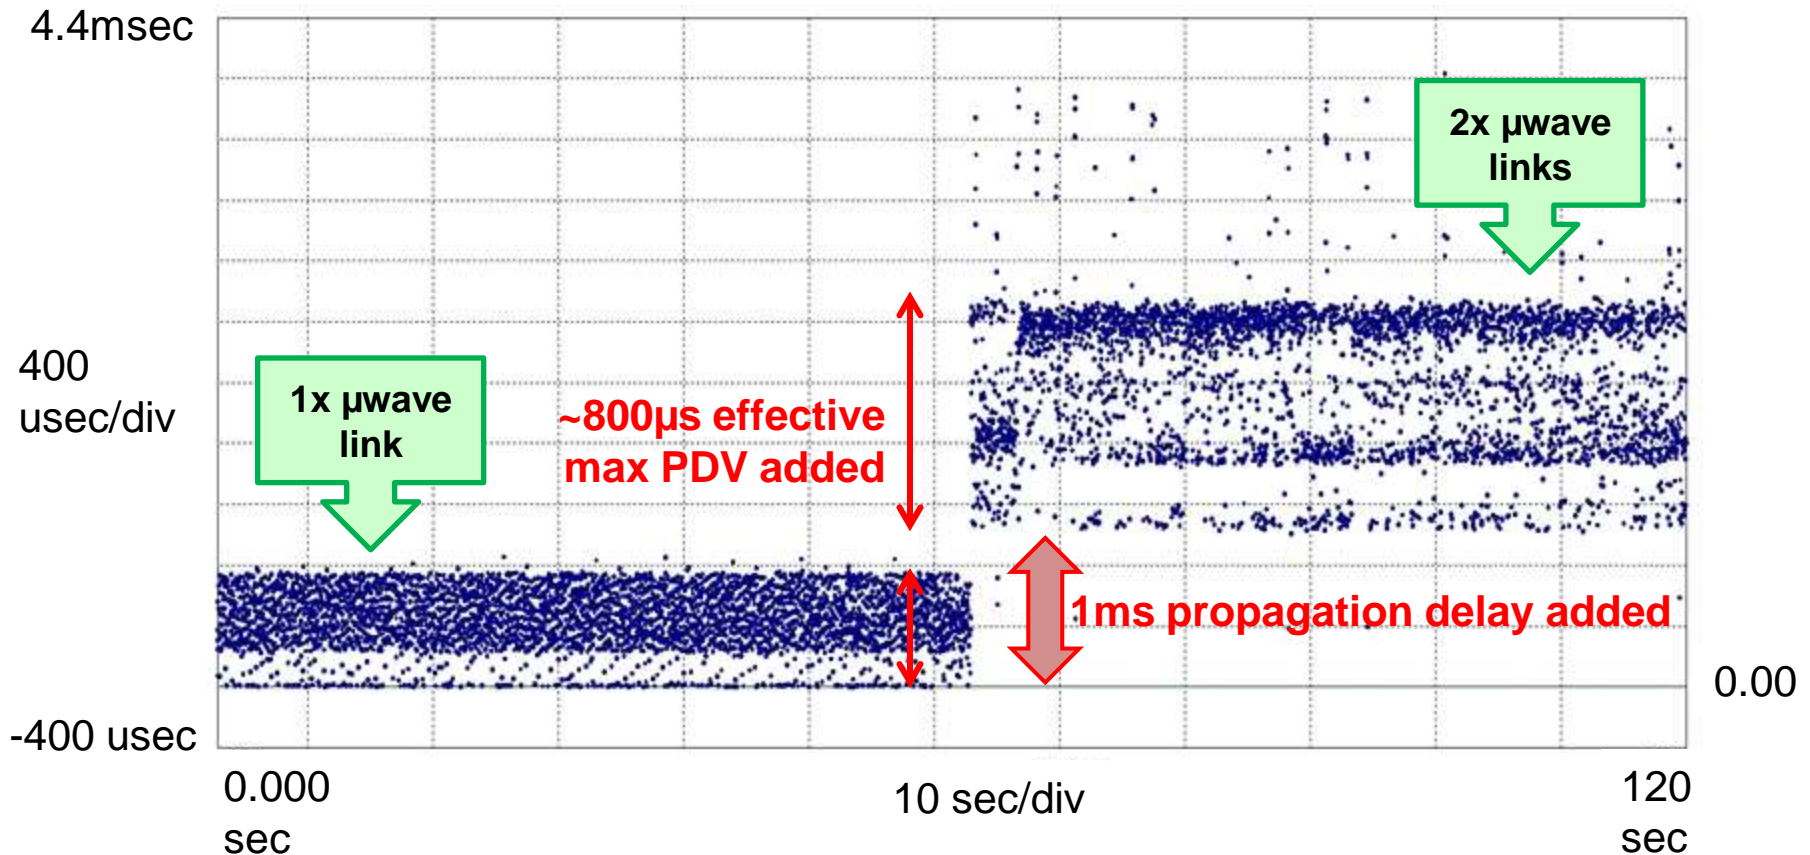 4.4msec
2x µwave
links
400
usec/div
1x µwave
link
~800µs effective
max PDV added
1ms propagation delay added
0.00
-400 usec
0.000
sec
10 sec/div
120
sec